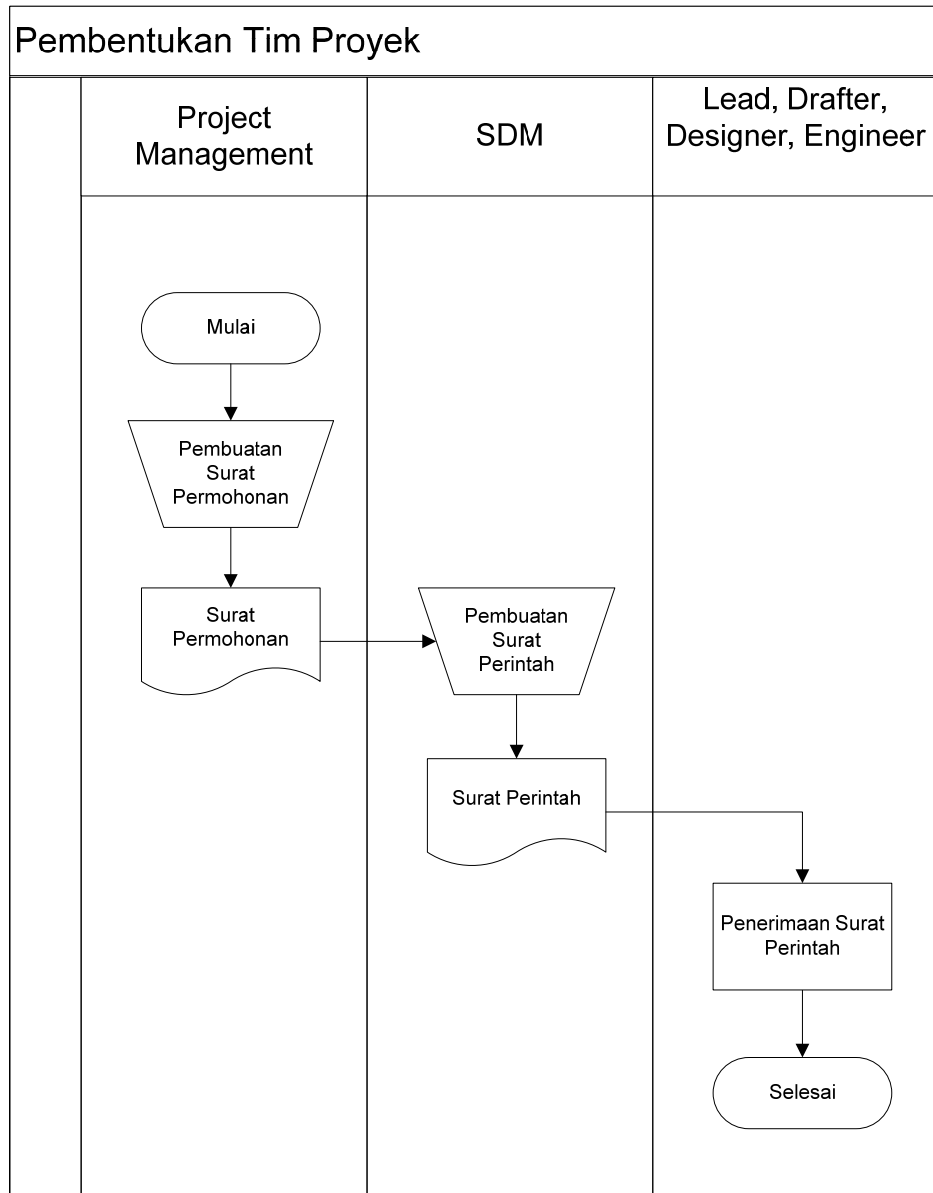 Pembentukan Tim Proyek
Project
Management
SDM
Lead, Drafter,
Designer, Engineer
Mulai
Pembuatan
Surat
Permohonan
Surat
Permohonan
Pembuatan
Surat
Perintah
Surat Perintah
Penerimaan Surat
Perintah
Selesai